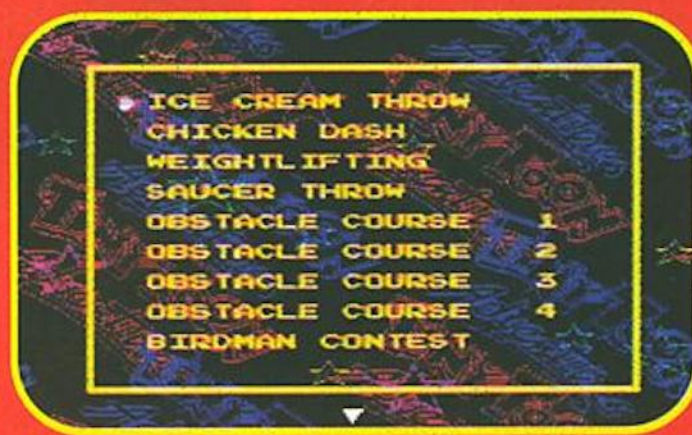 ICE CREAM THROW
CHICKEN DASH
WEIGHTLIFTING
SAUCER THROW
OBSTACLE COURSE 1
OBSTACLE COURSE 2
OBSTACLE COURSE 3
OBSTACLE COURSE 4
BIRDMAN CONTEST